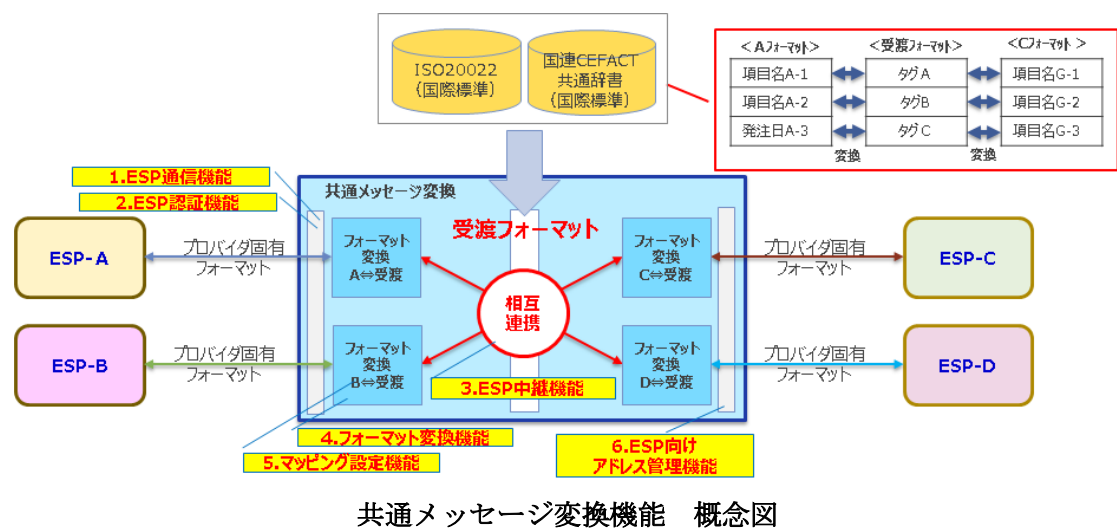 ISO20022
（国際標準）
国連CEFACT
共通辞書
（国際標準）
＜Aフォーマット＞ ＜受渡フォーマット＞ ＜Cフォーマット＞
項目名A-1 タグA 項目名G-1
項目名A-2 タグB 項目名G-2
発注日A-3 タグC 項目名G-3
変換 変換
1.ESP通信機能
2.ESP認証機能
共通メッセージ変換
受渡フォーマット
ESP-A
プロバイダ固有
フォーマット
フォーマット
変換
A⇔受渡
フォーマット
変換
C⇔受渡
プロバイダ固有
フォーマット
ESP-C
相互
連携
ESP-B
プロバイダ固有
フォーマット
フォーマット
変換
B⇔受渡
フォーマット
変換
D⇔受渡
プロバイダ固有
フォーマット
ESP-D
3.ESP中継機能
4.フォーマット変換機能
5.マッピング設定機能
6.ESP向け
アドレス管理機能
共通メッセージ変換機能　概念図